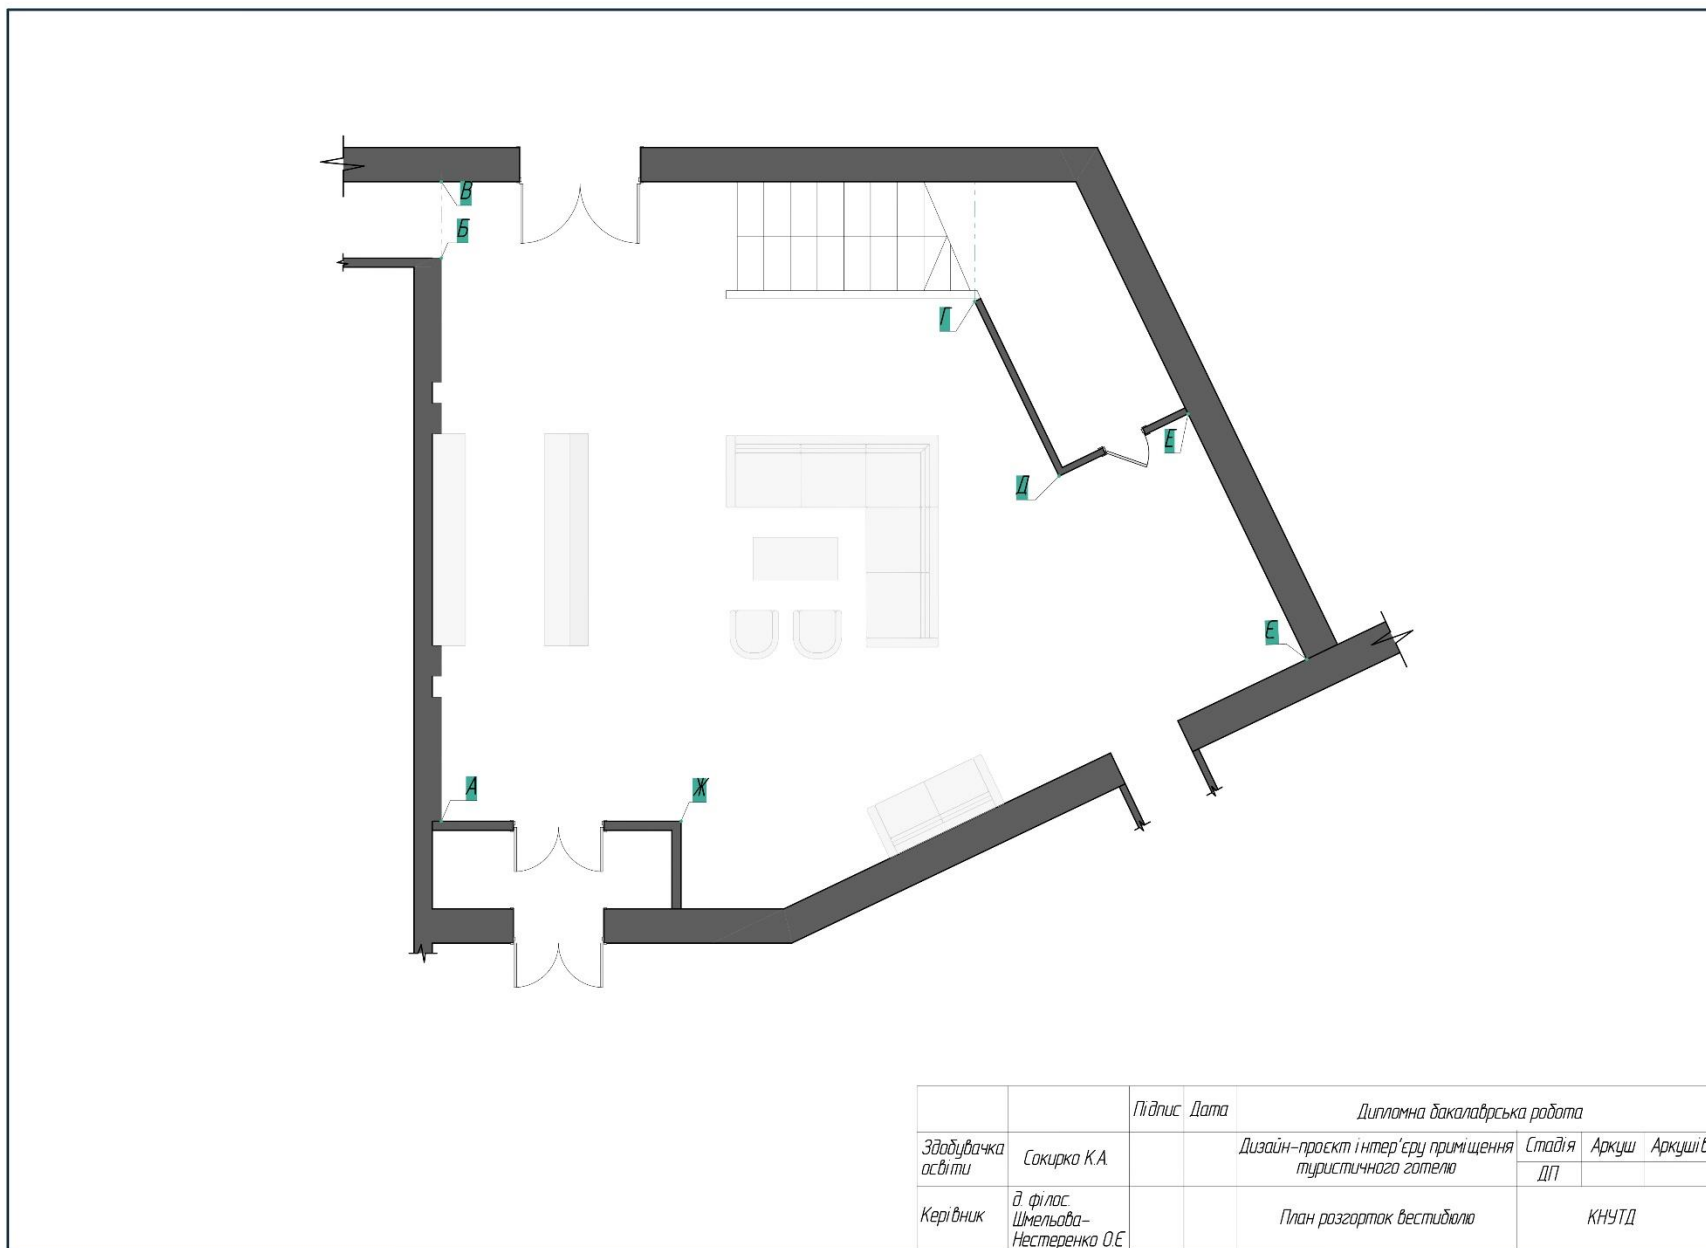 В
Б
Г
Е
Д
Є
А
Ж
Підпис Дата Дипломна бакалаврська робота
Здобувачка
освіти
Сокирко К.А.
Дизайн-проєкт інтер'єру приміщення
туристичного готелю
Стадія Аркуш Аркушів
ДП
Керівник
д. філос.
Шмельова-
Нестеренко О.Є
План розгорток вестибюлю
КНУТД